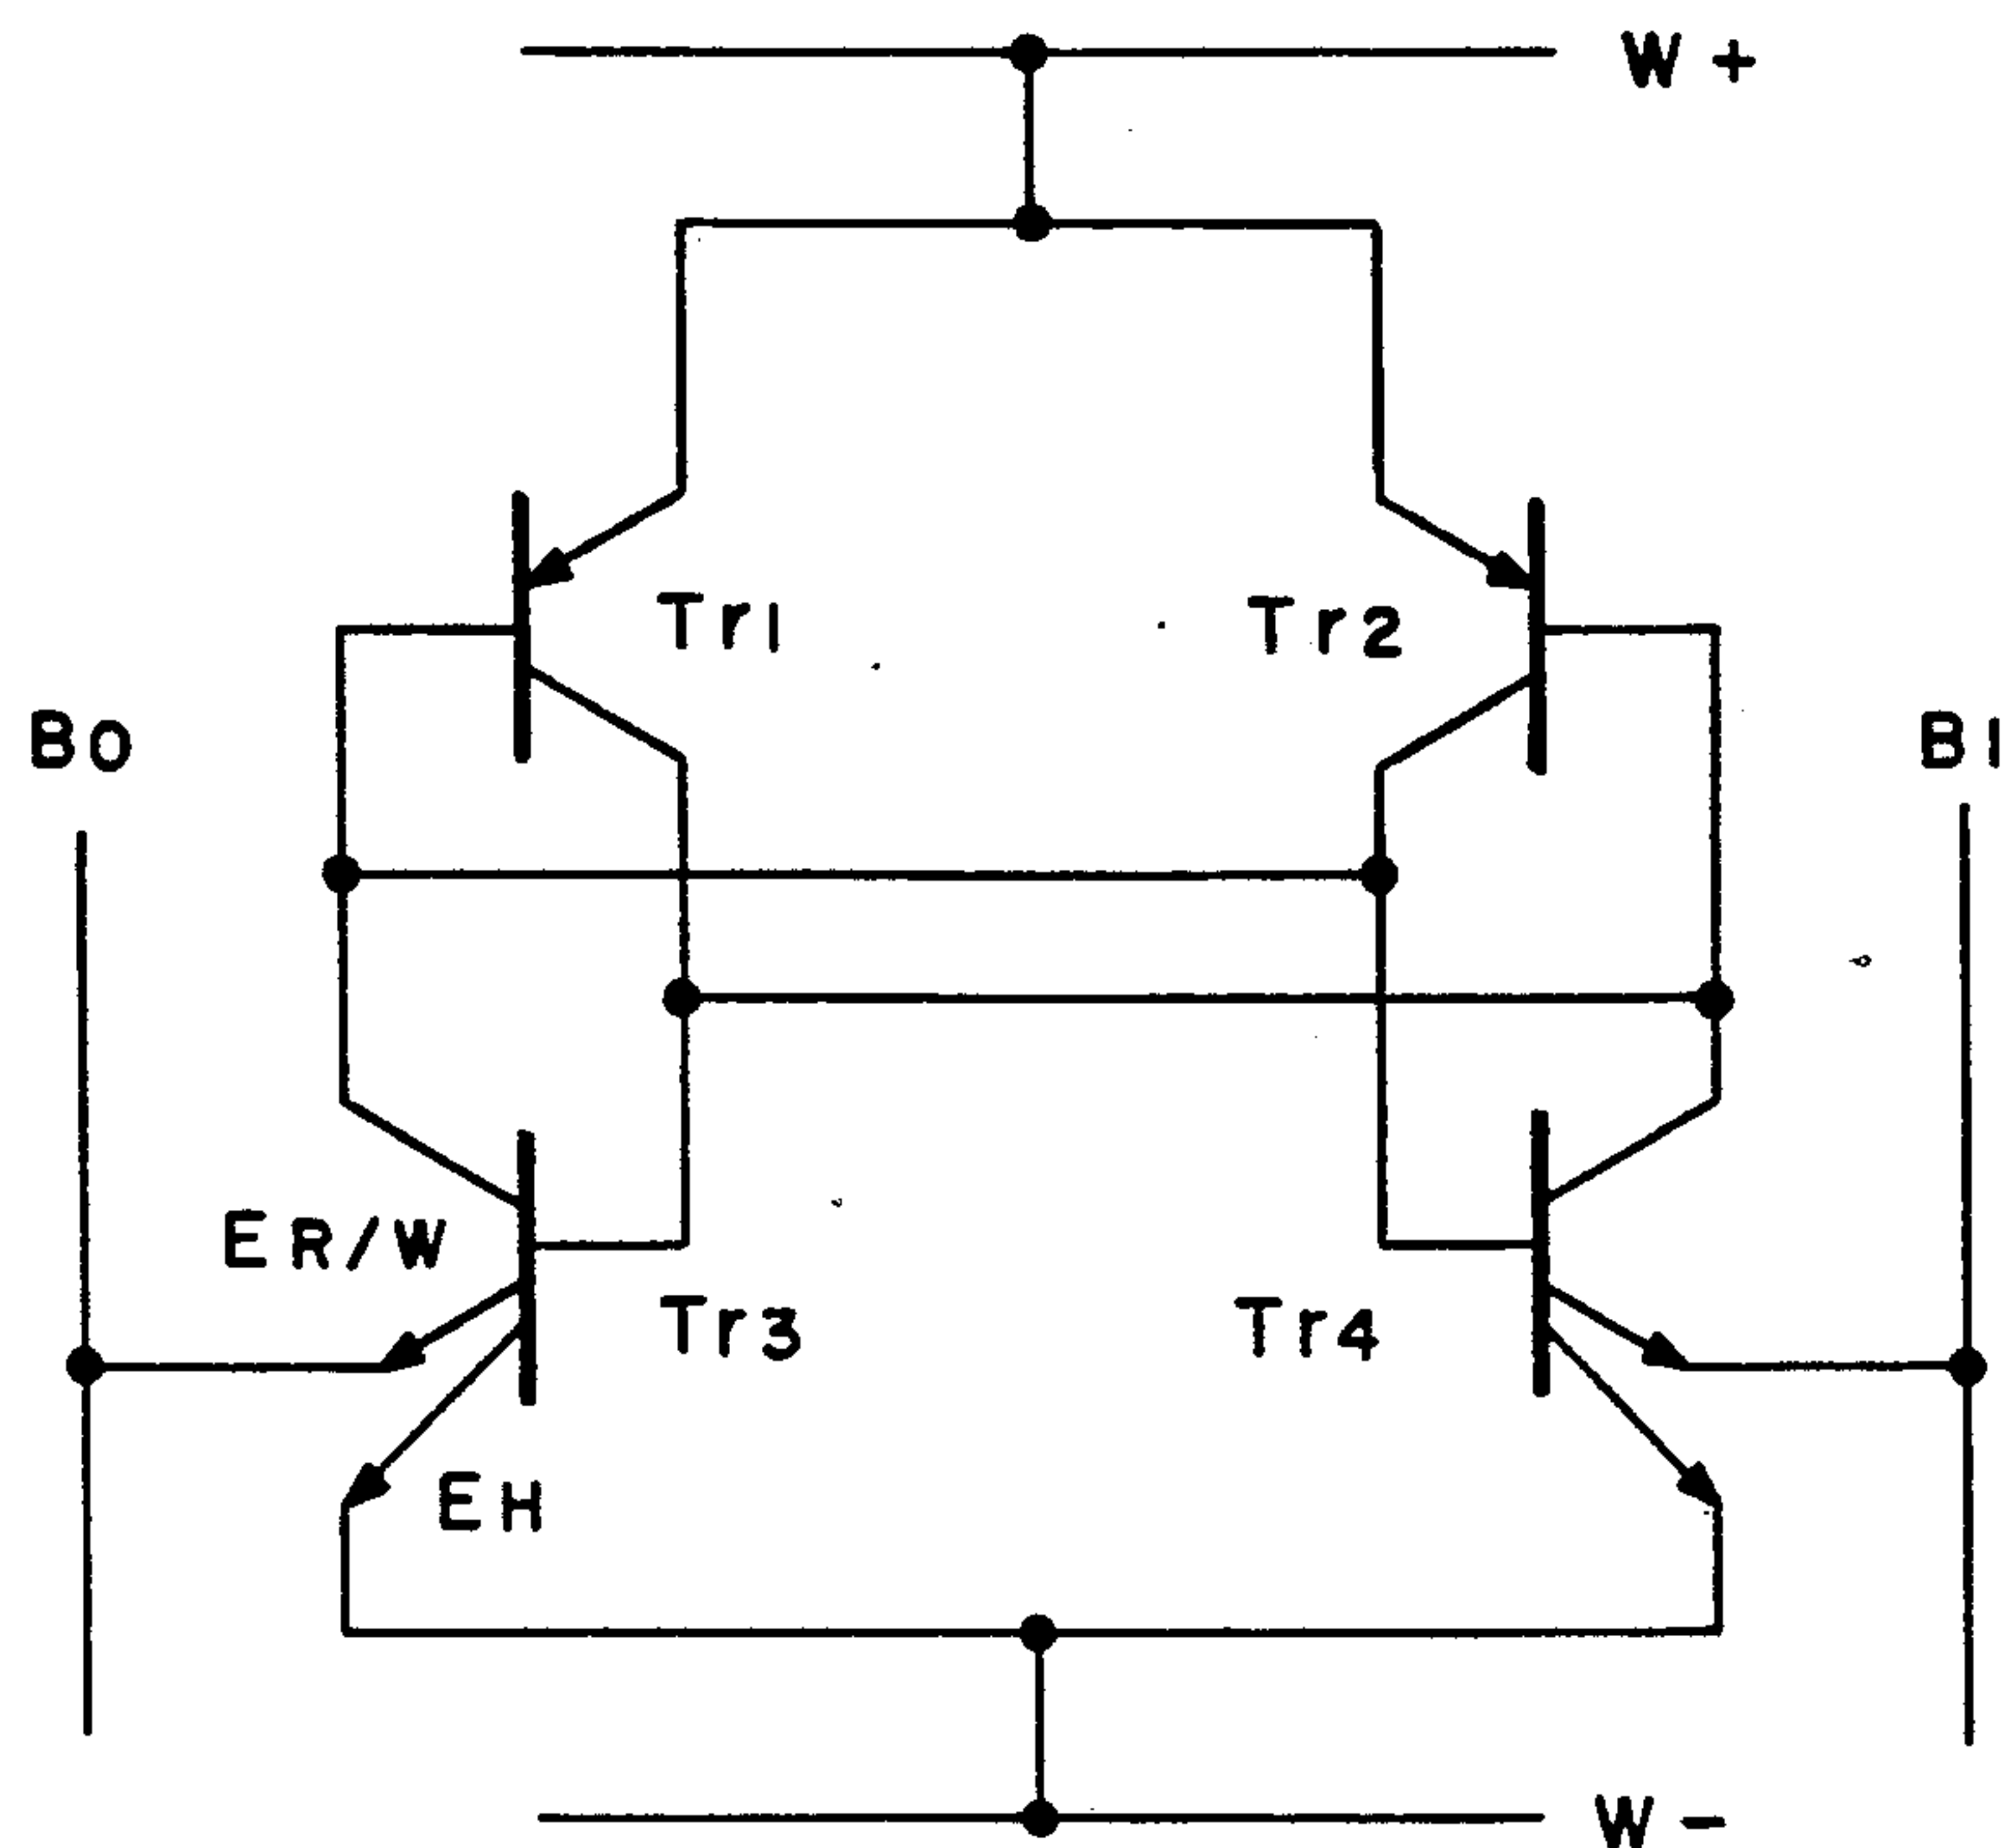 W +
Tr1
Tr2
B0
B1
ER/W
Tr3
Tr4
EH
W -